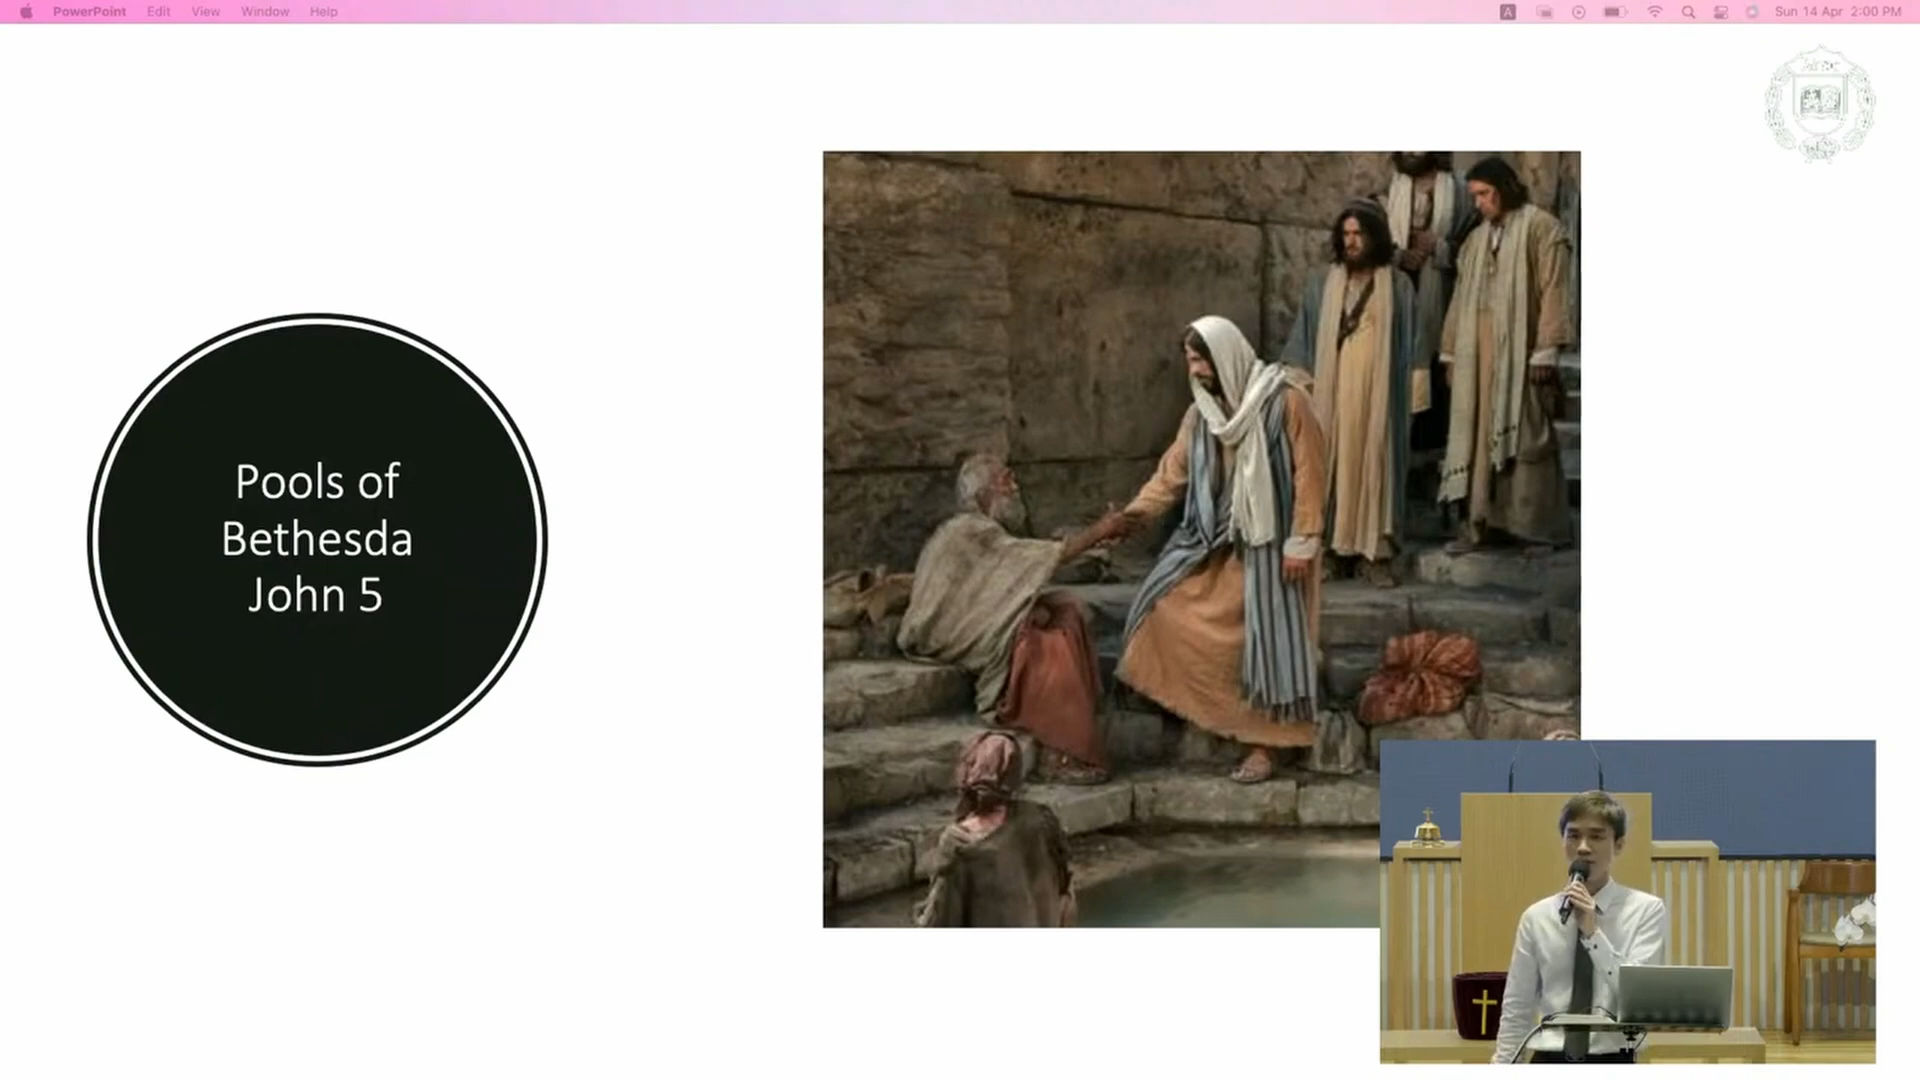 PowerPoint Edit View Window Help
A Sun 14 Apr 2:00 PM
Pools of
Bethesda
John 5